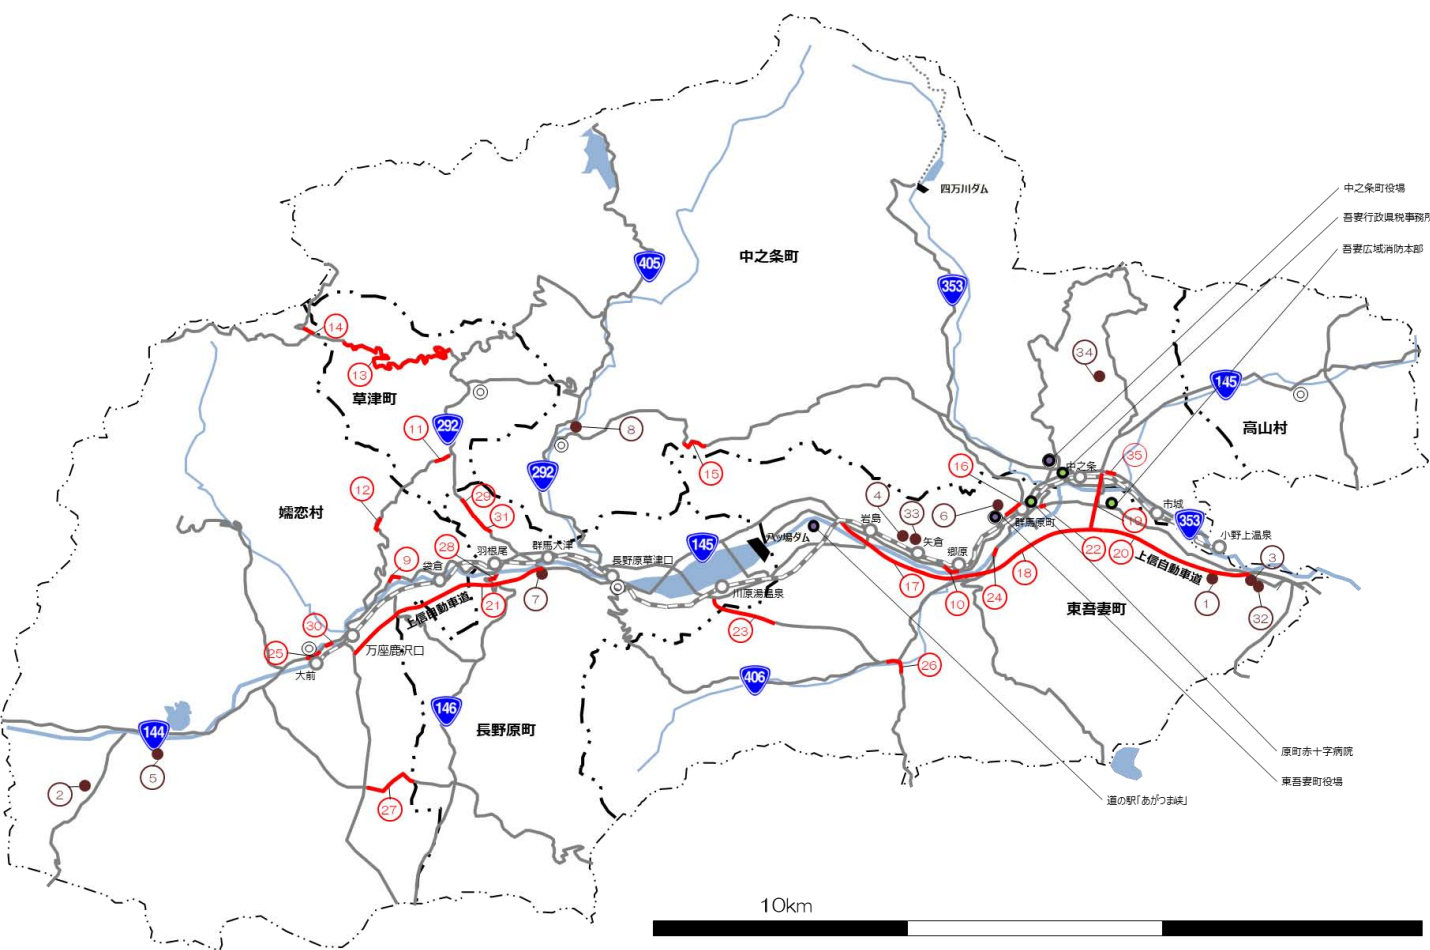 中之条町役場
四万川ダム
吾妻行政県税事務所
吾妻広域消防本部
中之条町
405
353
14
34
13
145
草津町
292
高山村
11
8
中之条
35
15
16
292
12
29
4
33
6
市城
嬬恋村
31
岩島
群馬原町
19
353
28
羽根尾
群馬大津
145
八ッ場ダム
矢倉
22
20
小野上温泉
9
袋倉
長野原草津口
郷原
18
上信自動車道
3
21
7
川原湯温泉
17
10
24
1
東吾妻町
32
上信自動車道
30
23
25
万座鹿沢口
大前
406
26
146
144
長野原町
原町赤十字病院
5
2
27
東吾妻町役場
道の駅「あがつま峡」
10km